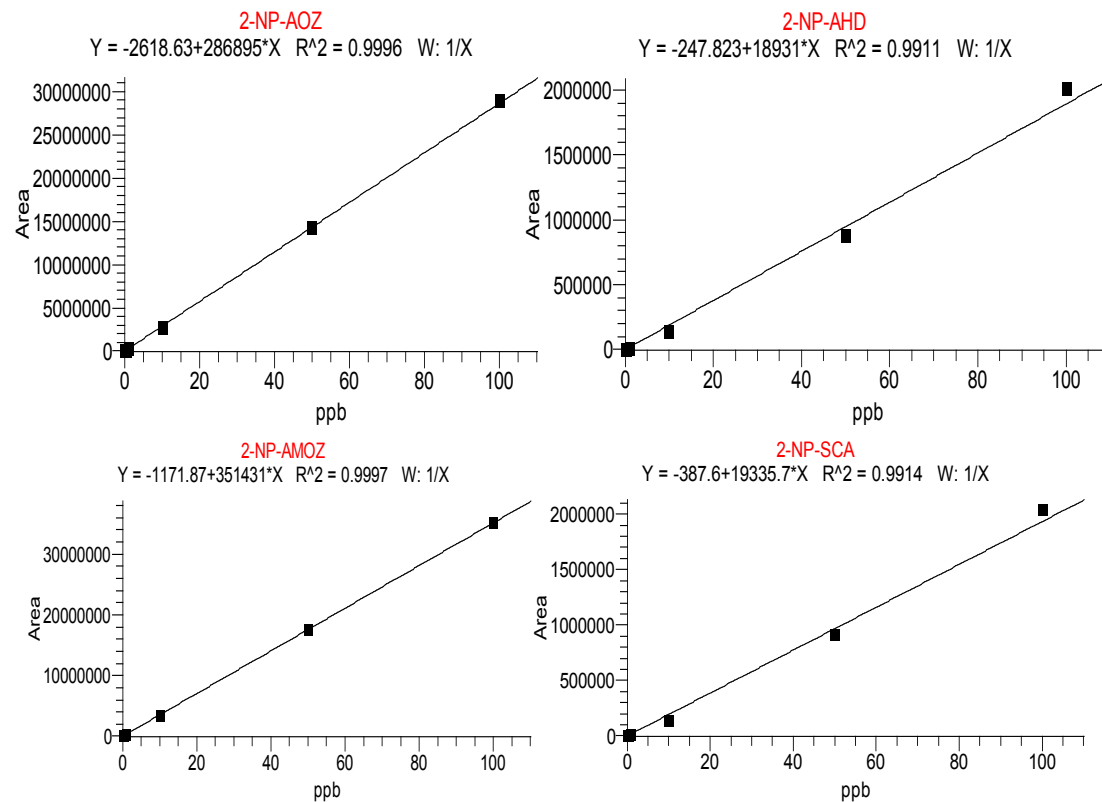 2-NP-AOZ
Y = -2618.63+286895*X R^2 = 0.9996 W: 1/X
30000000
25000000
20000000
15000000
10000000
5000000
0
Area
0 20 40 60 80 100
ppb
2-NP-AHD
Y = -247.823+18931*X R^2 = 0.9911 W: 1/X
2000000
1500000
1000000
500000
0
Area
0 20 40 60 80 100
ppb
2-NP-AMOZ
Y = -1171.87+351431*X R^2 = 0.9997 W: 1/X
30000000
20000000
10000000
0
Area
0 20 40 60 80 100
ppb
2-NP-SCA
Y = -387.6+19335.7*X R^2 = 0.9914 W: 1/X
2000000
1500000
1000000
500000
0
Area
0 20 40 60 80 100
ppb